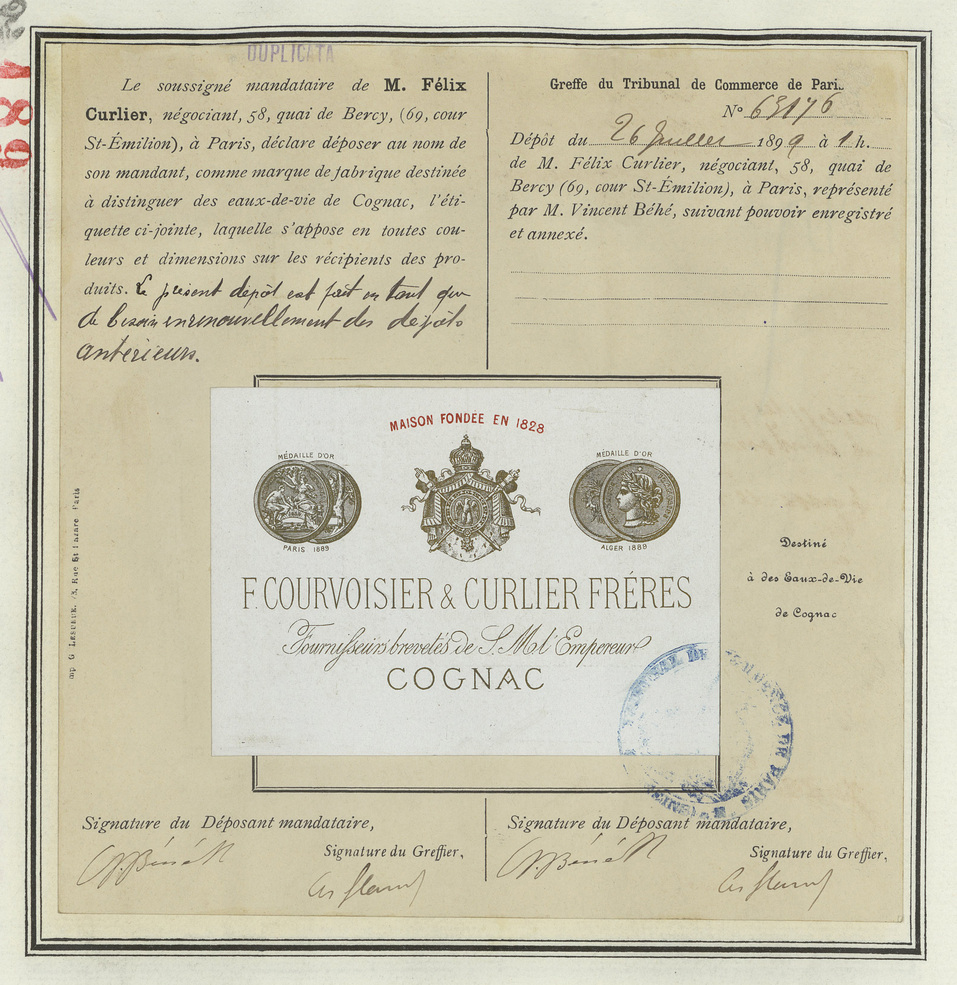 DUPLICATA
Le soussigné mandataire de M. Félix
Curlier, négociant, 58, quai de Bercy, (69, cour
St-Émilion), à Paris, déclare déposer au nom de
son mandant, comme marque de fabrique destinée
à distinguer des eaux-de-vie de Cognac, l'éti-
quette ci-jointe, laquelle s'appose en toutes cou-
leurs et dimensions sur les récipients des pro-
duits. Le présent dépôt est fait en tant que
de besoin en renouvellement des dépôts
antérieurs.
Greffe du Tribunal de Commerce de Paris
N° 63176
Dépôt du 26 Juillet 1899 à 1 h.
de M. Félix Curlier, négociant, 58, quai de
Bercy (69, cour St-Émilion), à Paris, représenté
par M. Vincent Béhé, suivant pouvoir enregistré
et annexé.
MAISON FONDEE EN 1828
MÉDAILLE D'OR
PARIS 1889
MÉDAILLE D'OR
ALGER 1888
F. COURVOISIER & CURLIER FRÉRES
Fournisseurs brevetés de S. M. l'Empereur
COGNAC
Destiné
à des Eaux-de-Vie
de Cognac
TRIBUNAL DE COMMERCE DE PARIS
Signature du Déposant mandataire,
Signature du Greffier,
Signature du Déposant mandataire,
Signature du Greffier,